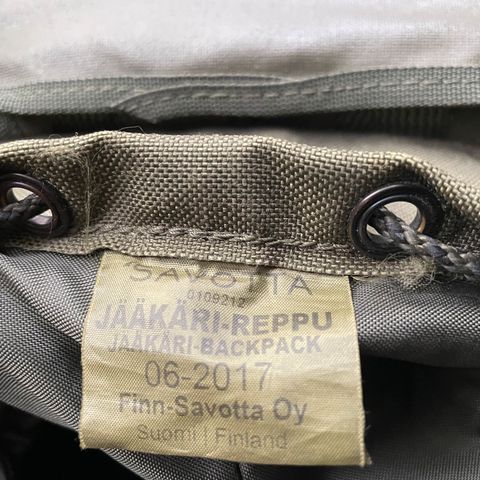 SAVOTTA
0109212
JÄÄKÄRI-REPPU
JÄÄKÄRI-BACKPACK
06-2017
Finn-Savotta Oy
Suomi | Finland